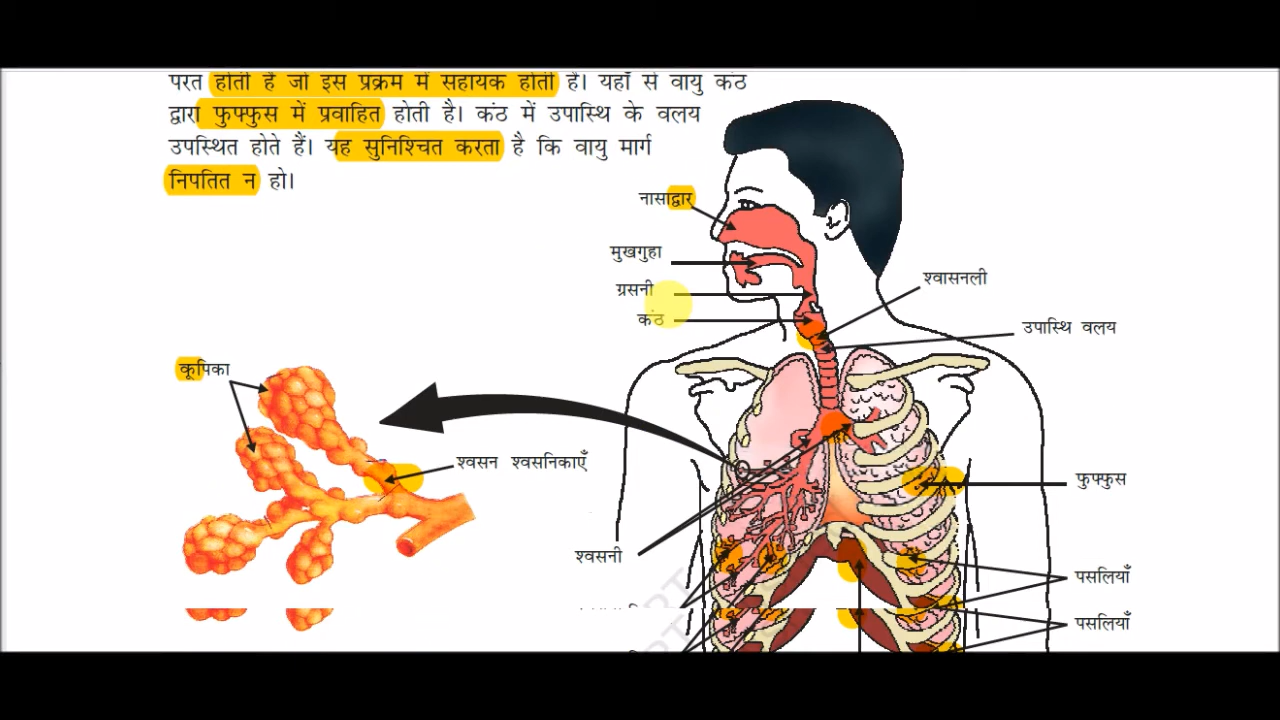 परत होती है जो इस प्रक्रम में सहायक होती है। यहाँ से वायु कंठ
द्वारा फुफ्फुस में प्रवाहित होती है। कंठ में उपास्थि के वलय
उपस्थित होते हैं। यह सुनिश्चित करता है कि वायु मार्ग
निपतित न हो।
नासाद्वार
मुखगुहा
ग्रसनी
कंठ
श्वासनली
उपास्थि वलय
कूपिका
श्वसन श्वसनिकाएँ
फुफ्फुस
श्वसनी
पसलियाँ
पसलियाँ